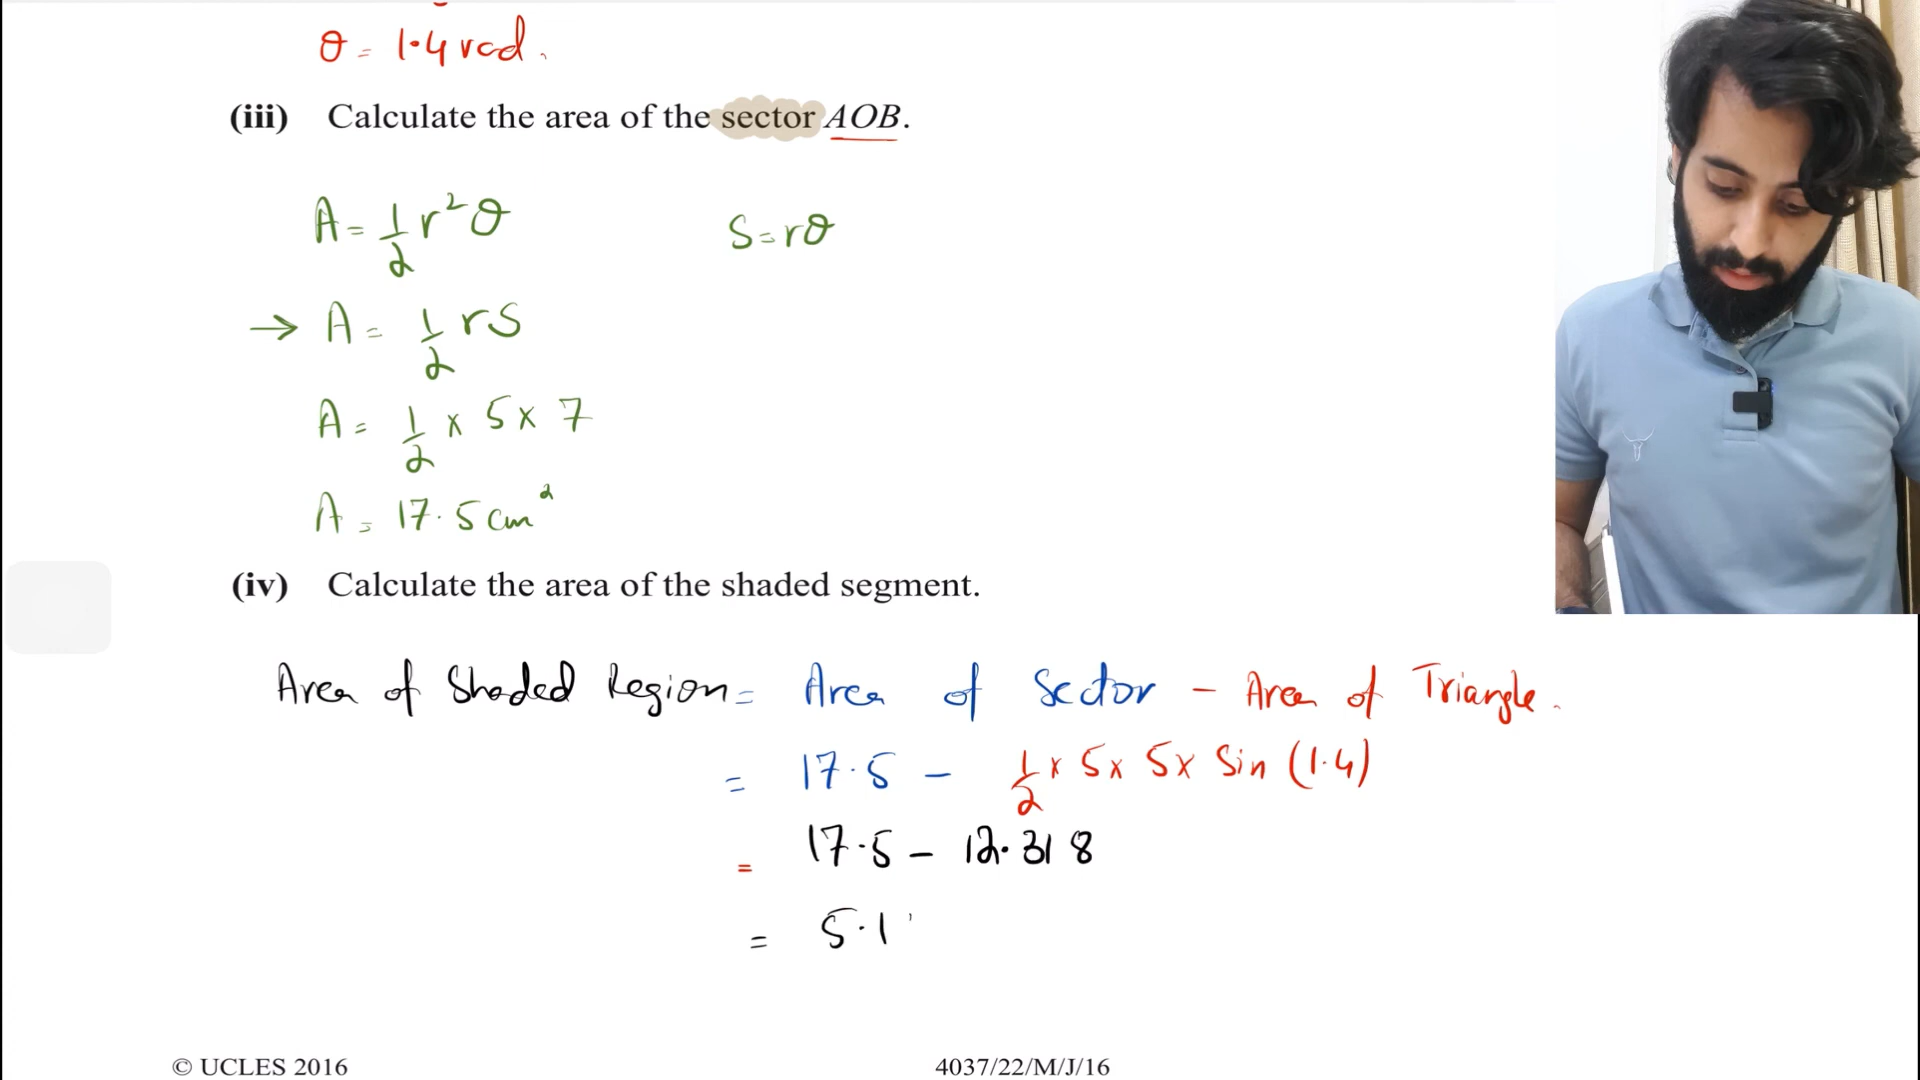 θ = 1.4 rad.
(iii) Calculate the area of the sector AOB.
A = 1/2 r²θ
S = rθ
→ A = 1/2 rs
A = 1/2 × 5 × 7
A = 17.5 cm²
(iv) Calculate the area of the shaded segment.
Area of Shaded Region = Area of Sector - Area of Triangle.
= 17.5 - 1/2 × 5 × 5 × Sin (1.4)
= 17.5 - 12.318
= 5.1
© UCLES 2016
4037/22/M/J/16